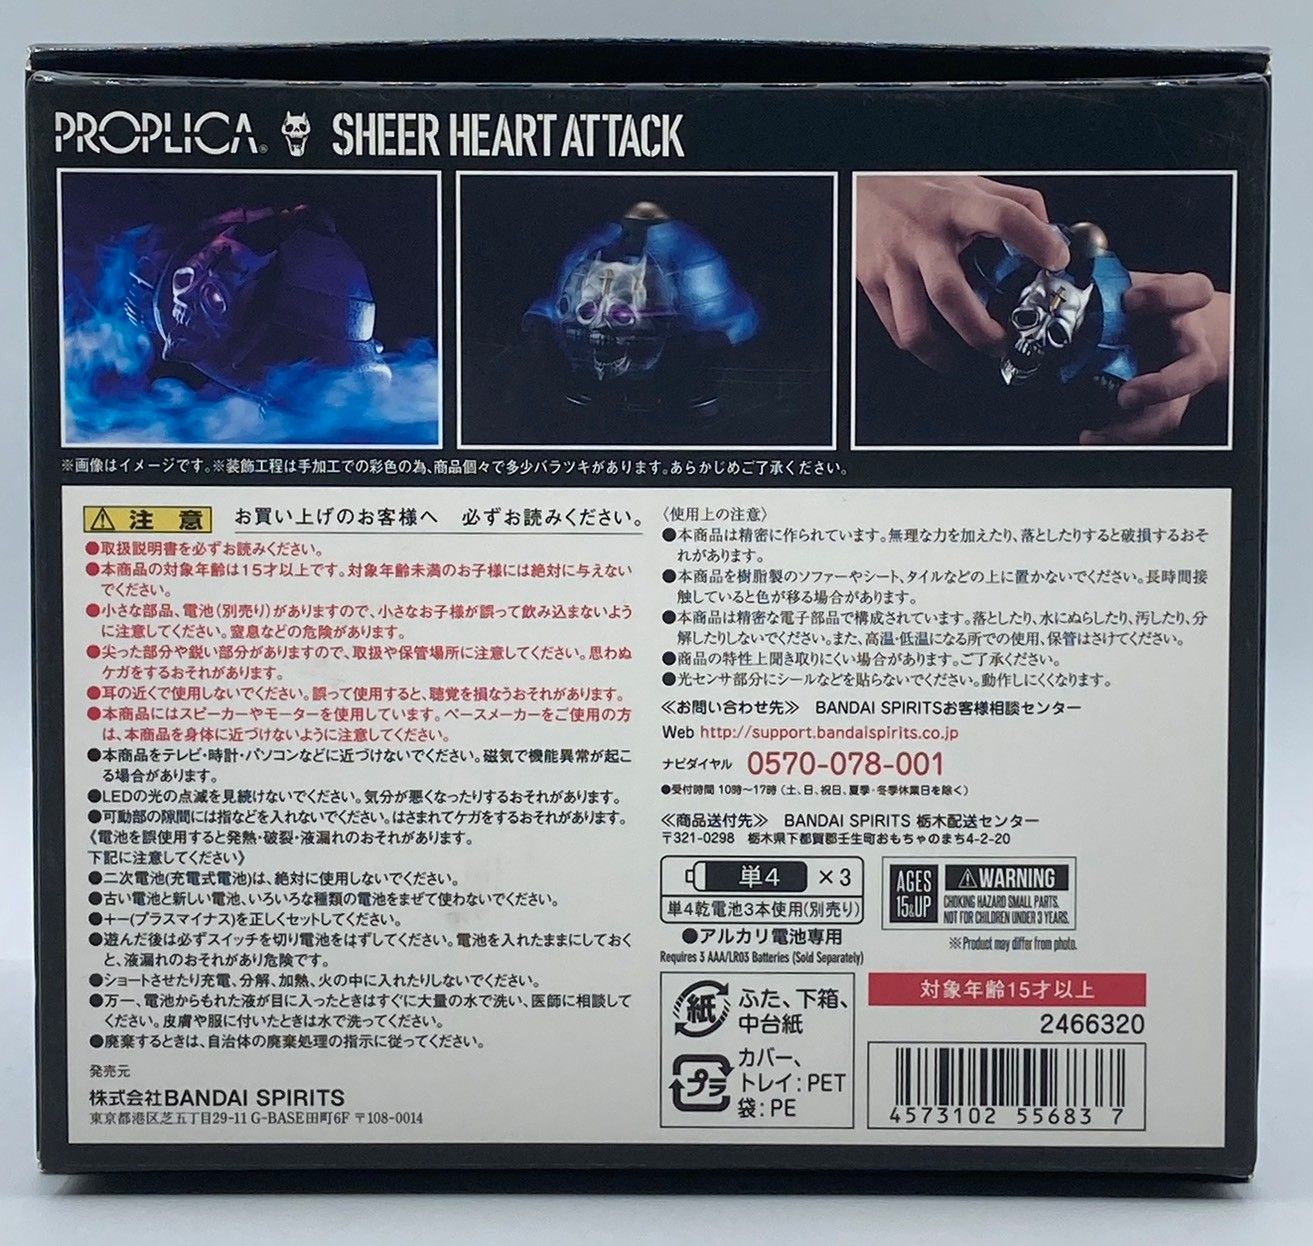 PROPLICA® SHEER HEART ATTACK
※画像はイメージです。※装飾工程は手加工での彩色の為、商品個々で多少バラツキがあります。あらかじめご了承ください。
注意 お買い上げのお客様へ 必ずお読みください。
●取扱説明書を必ずお読みください。
●本商品の対象年齢は15才以上です。対象年齢未満のお子様には絶対に与えない
でください。
●小さな部品、電池(別売り)がありますので、小さなお子様が誤って飲み込まないよう
に注意してください。窒息などの危険があります。
●尖った部分や鋭い部分がありますので、取扱や保管場所に注意してください。思わぬ
ケガをするおそれがあります。
●耳の近くで使用しないでください。誤って使用すると、聴覚を損なうおそれがあります。
●本商品にはスピーカーやモーターを使用しています。ペースメーカーをご使用の方
は、本商品を身体に近づけないように注意してください。
●本商品をテレビ・時計・パソコンなどに近づけないでください。磁気で機能異常が起こ
る場合があります。
●LEDの光の点滅を見続けないでください。気分が悪くなったりするおそれがあります。
●可動部の隙間には指などを入れないでください。はさまれてケガをするおそれがあります。
《電池を誤使用すると発熱・破裂・液漏れのおそれがあります。
下記に注意してください》
●二次電池(充電式電池)は、絶対に使用しないでください。
●古い電池と新しい電池、いろいろな種類の電池をまぜて使わないでください。
●＋－(プラスマイナス)を正しくセットしてください。
●遊んだ後は必ずスイッチを切り電池をはずしてください。電池を入れたままにしておく
と、液漏れのおそれがあり危険です。
●ショートさせたり充電、分解、加熱、火の中に入れたりしないでください。
●万一、電池からもれた液が目に入ったときはすぐに大量の水で洗い、医師に相談して
ください。皮膚や服に付いたときは水で洗ってください。
●廃棄するときは、自治体の廃棄処理の指示に従ってください。
発売元
株式会社BANDAI SPIRITS
東京都港区芝五丁目29-11 G-BASE田町6F 〒108-0014
〈使用上の注意〉
●本商品は精密に作られています。無理な力を加えたり、落としたりすると破損するおそ
れがあります。
●本商品を樹脂製のソファーやシート、タイルなどの上に置かないでください。長時間接
触していると色が移る場合があります。
●本商品は精密な電子部品で構成されています。落としたり、水にぬらしたり、汚したり、分
解したりしないでください。また、高温・低温になる所での使用、保管はさけてください。
●商品の特性上聞き取りにくい場合があります。ご了承ください。
●光センサ部分にシールなどを貼らないでください。動作しにくくなります。
≪お問い合わせ先≫ BANDAI SPIRITSお客様相談センター
Web http://support.bandaispirits.co.jp
ナビダイヤル 0570-078-001
●受付時間 10時～17時(土、日、祝日、夏季・冬季休業日を除く)
≪商品送付先≫ BANDAI SPIRITS 栃木配送センター
〒321-0298 栃木県下都賀郡壬生町おもちゃのまち4-2-20
単4 ×3
単4乾電池3本使用(別売り)
●アルカリ電池専用
Requires 3 AAA/LR03 Batteries (Sold Separately)
AGES
15&UP
WARNING
CHOKING HAZARD SMALL PARTS.
NOT FOR CHILDREN UNDER 3 YEARS.
※Product may differ from photo.
紙 ふた、下箱、
中台紙
プラ カバー、
トレイ:PET
袋:PE
対象年齢15才以上
2466320
4573102 55683 7